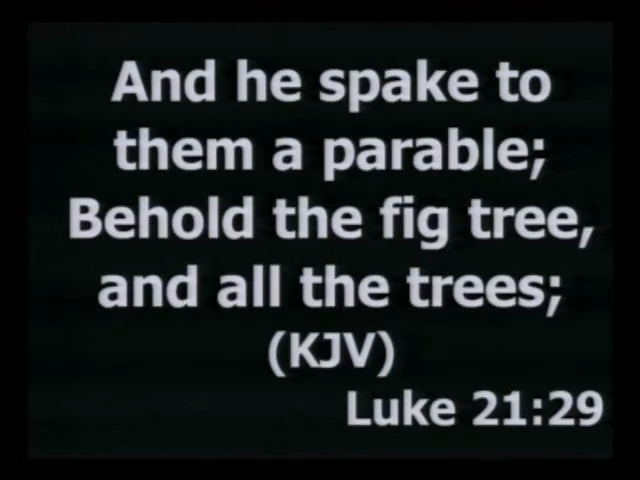 And he spake to
them a parable;
Behold the fig tree,
and all the trees;
(KJV)
Luke 21:29